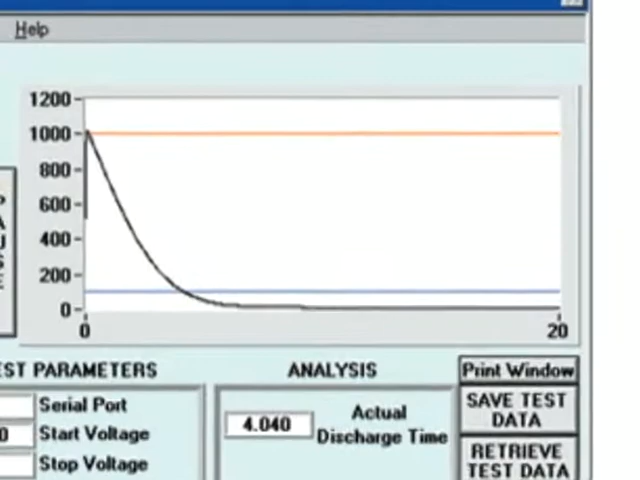 Help
1200
1000
800
600
400
200
0
0 20
EST PARAMETERS
Serial Port
0 Start Voltage
Stop Voltage
ANALYSIS
4.040 Actual
Discharge Time
Print Window
SAVE TEST
DATA
RETRIEVE
TEST DATA